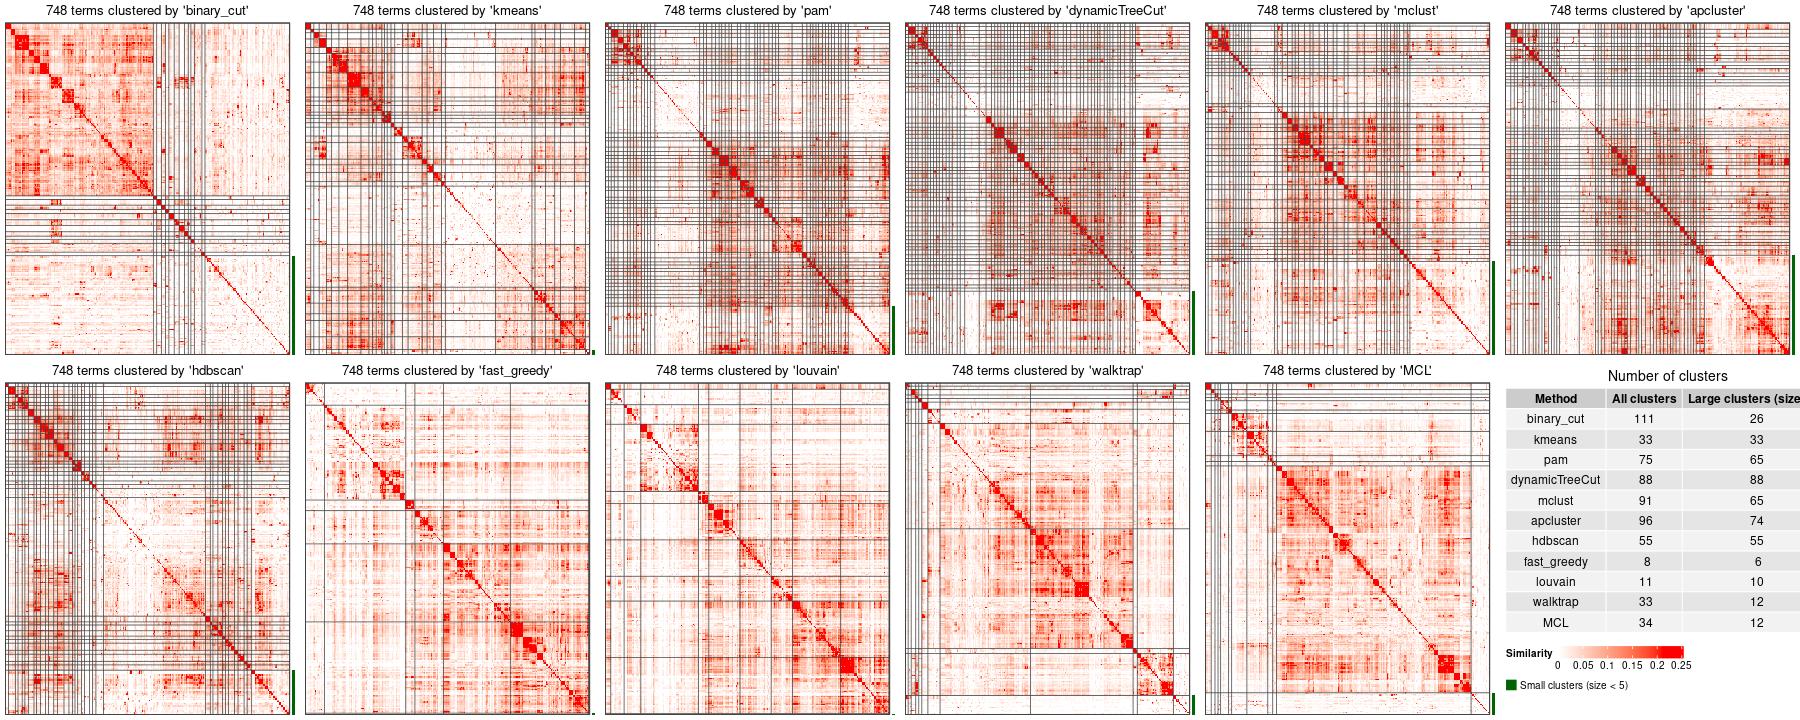 748 terms clustered by 'binary_cut'
748 terms clustered by 'kmeans'
748 terms clustered by 'pam'
748 terms clustered by 'dynamicTreeCut'
748 terms clustered by 'mclust'
748 terms clustered by 'apcluster'
748 terms clustered by 'hdbscan'
748 terms clustered by 'fast_greedy'
748 terms clustered by 'louvain'
748 terms clustered by 'walktrap'
748 terms clustered by 'MCL'
Number of clusters
Method All clusters Large clusters (size
binary_cut 111 26
kmeans 33 33
pam 75 65
dynamicTreeCut 88 88
mclust 91 65
apcluster 96 74
hdbscan 55 55
fast_greedy 8 6
louvain 11 10
walktrap 33 12
MCL 34 12
Similarity
0 0.05 0.1 0.15 0.2 0.25
Small clusters (size < 5)